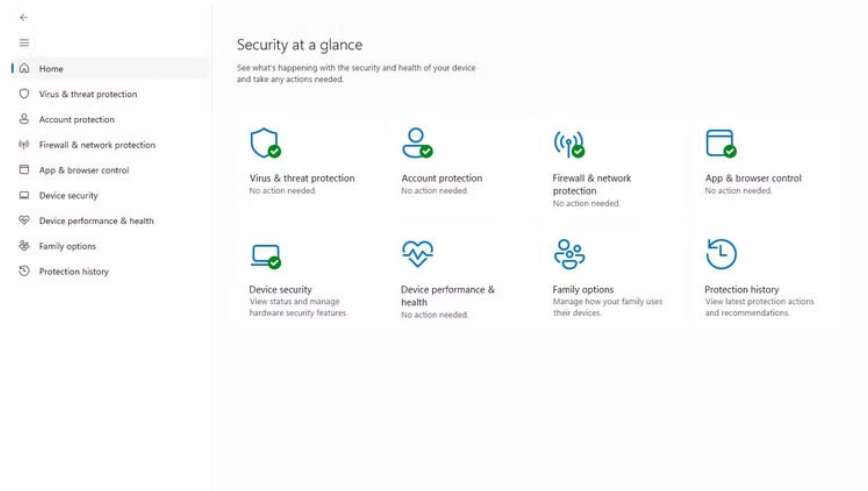 Home
Virus & threat protection
Account protection
Firewall & network protection
App & browser control
Device security
Device performance & health
Family options
Protection history
Security at a glance
See what's happening with the security and health of your device
and take any actions needed.
Virus & threat protection
No action needed.
Account protection
No action needed.
Firewall & network
protection
No action needed.
App & browser control
No action needed.
Device security
View status and manage
hardware security features.
Device performance &
health
No action needed.
Family options
Manage how your family uses
their devices.
Protection history
View latest protection actions
and recommendations.